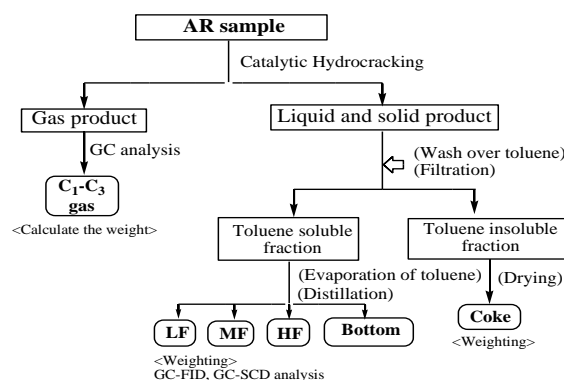 AR sample
Catalytic Hydrocracking
Gas product
Liquid and solid product
GC analysis
(Wash over toluene)
(Filtration)
C1-C3
gas
<Calculate the weight>
Toluene soluble
fraction
Toluene insoluble
fraction
(Evaporation of toluene)
(Distillation)
(Drying)
LF
MF
HF
Bottom
Coke
<Weighting>
GC-FID, GC-SCD analysis
<Weighting>